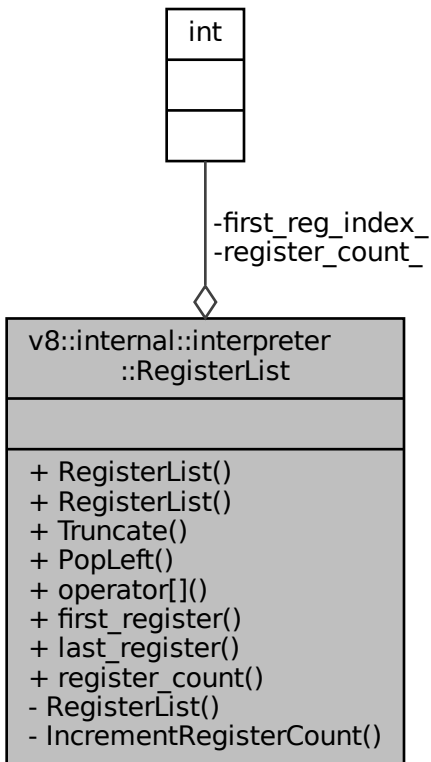 int
-first_reg_index_
-register_count_
v8::internal::interpreter
::RegisterList
+ RegisterList()
+ RegisterList()
+ Truncate()
+ PopLeft()
+ operator[]()
+ first_register()
+ last_register()
+ register_count()
- RegisterList()
- IncrementRegisterCount()